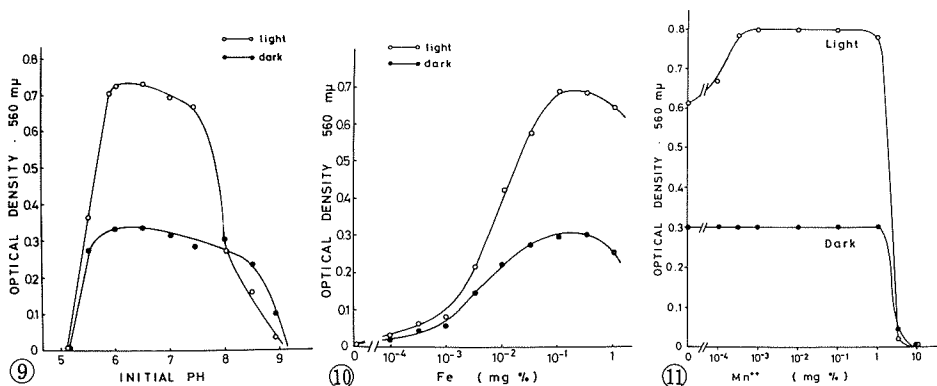 light
dark
0.8
0.7
0.6
0.5
0.4
0.3
0.2
0.1
0
OPTICAL DENSITY . 560 mμ
5 6 7 8 9
INITIAL PH
⑨
light
dark
0.8
0.7
0.6
0.5
0.4
0.3
0.2
0.1
0
OPTICAL DENSITY . 560 mμ
0 10⁻⁴ 10⁻³ 10⁻² 10⁻¹ 1
Fe ( mg % )
⑩
Light
Dark
0.8
0.7
0.6
0.5
0.4
0.3
0.2
0.1
0
OPTICAL DENSITY . 560 mμ
0 10⁻⁴ 10⁻³ 10⁻² 10⁻¹ 1 10
Mn⁺⁺ ( mg % )
⑪